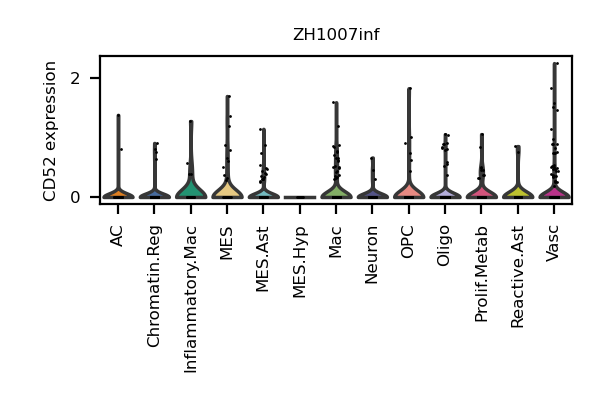 ZH1007inf
CD52 expression
2
0
AC
Chromatin.Reg
Inflammatory.Mac
MES
MES.Ast
MES.Hyp
Mac
Neuron
OPC
Oligo
Prolif.Metab
Reactive.Ast
Vasc